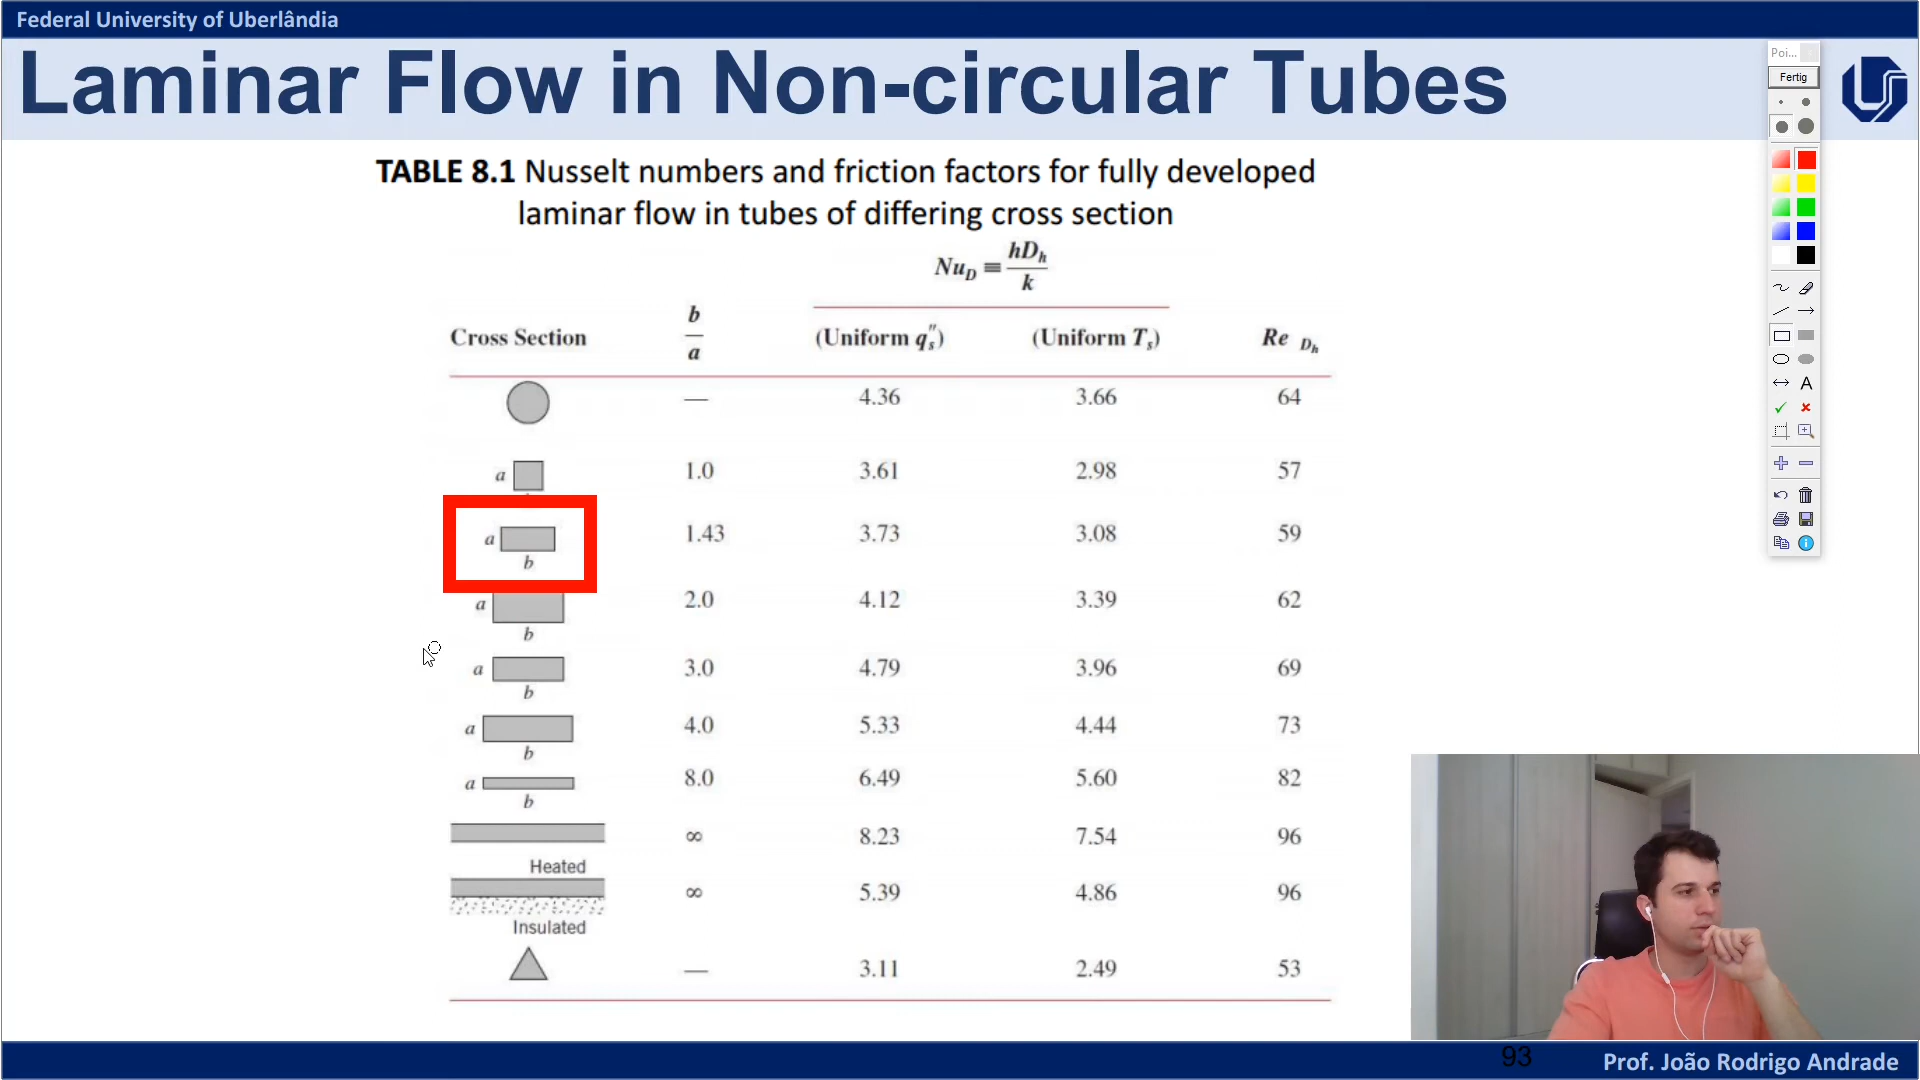 Federal University of Uberlândia
Laminar Flow in Non-circular Tubes
Poi...
Fertig
TABLE 8.1 Nusselt numbers and friction factors for fully developed
laminar flow in tubes of differing cross section
Nu_D ≡ hD_h / k
Cross Section b/a (Uniform q''_s) (Uniform T_s) Re D_h
— 4.36 3.66 64
a 1.0 3.61 2.98 57
a 1.43 3.73 3.08 59
b
a 2.0 4.12 3.39 62
b
a 3.0 4.79 3.96 69
b
a 4.0 5.33 4.44 73
b
a 8.0 6.49 5.60 82
b
∞ 8.23 7.54 96
Heated
∞ 5.39 4.86 96
Insulated
— 3.11 2.49 53
A
93
Prof. João Rodrigo Andrade